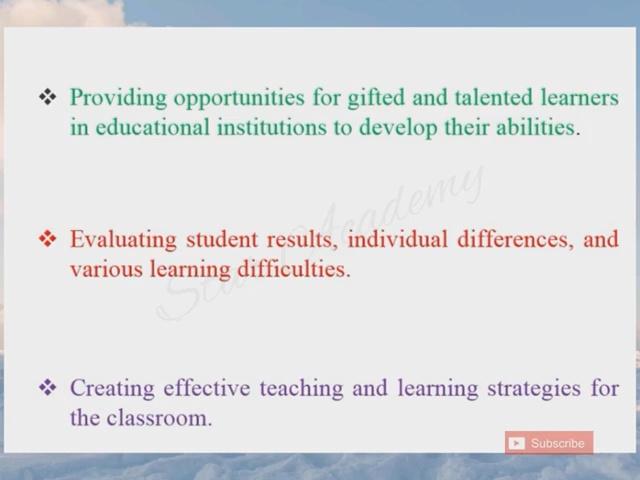 Providing opportunities for gifted and talented learners
in educational institutions to develop their abilities.
Academy
Evaluating student results, individual differences, and
various learning difficulties.
Creating effective teaching and learning strategies for
the classroom.
Subscribe